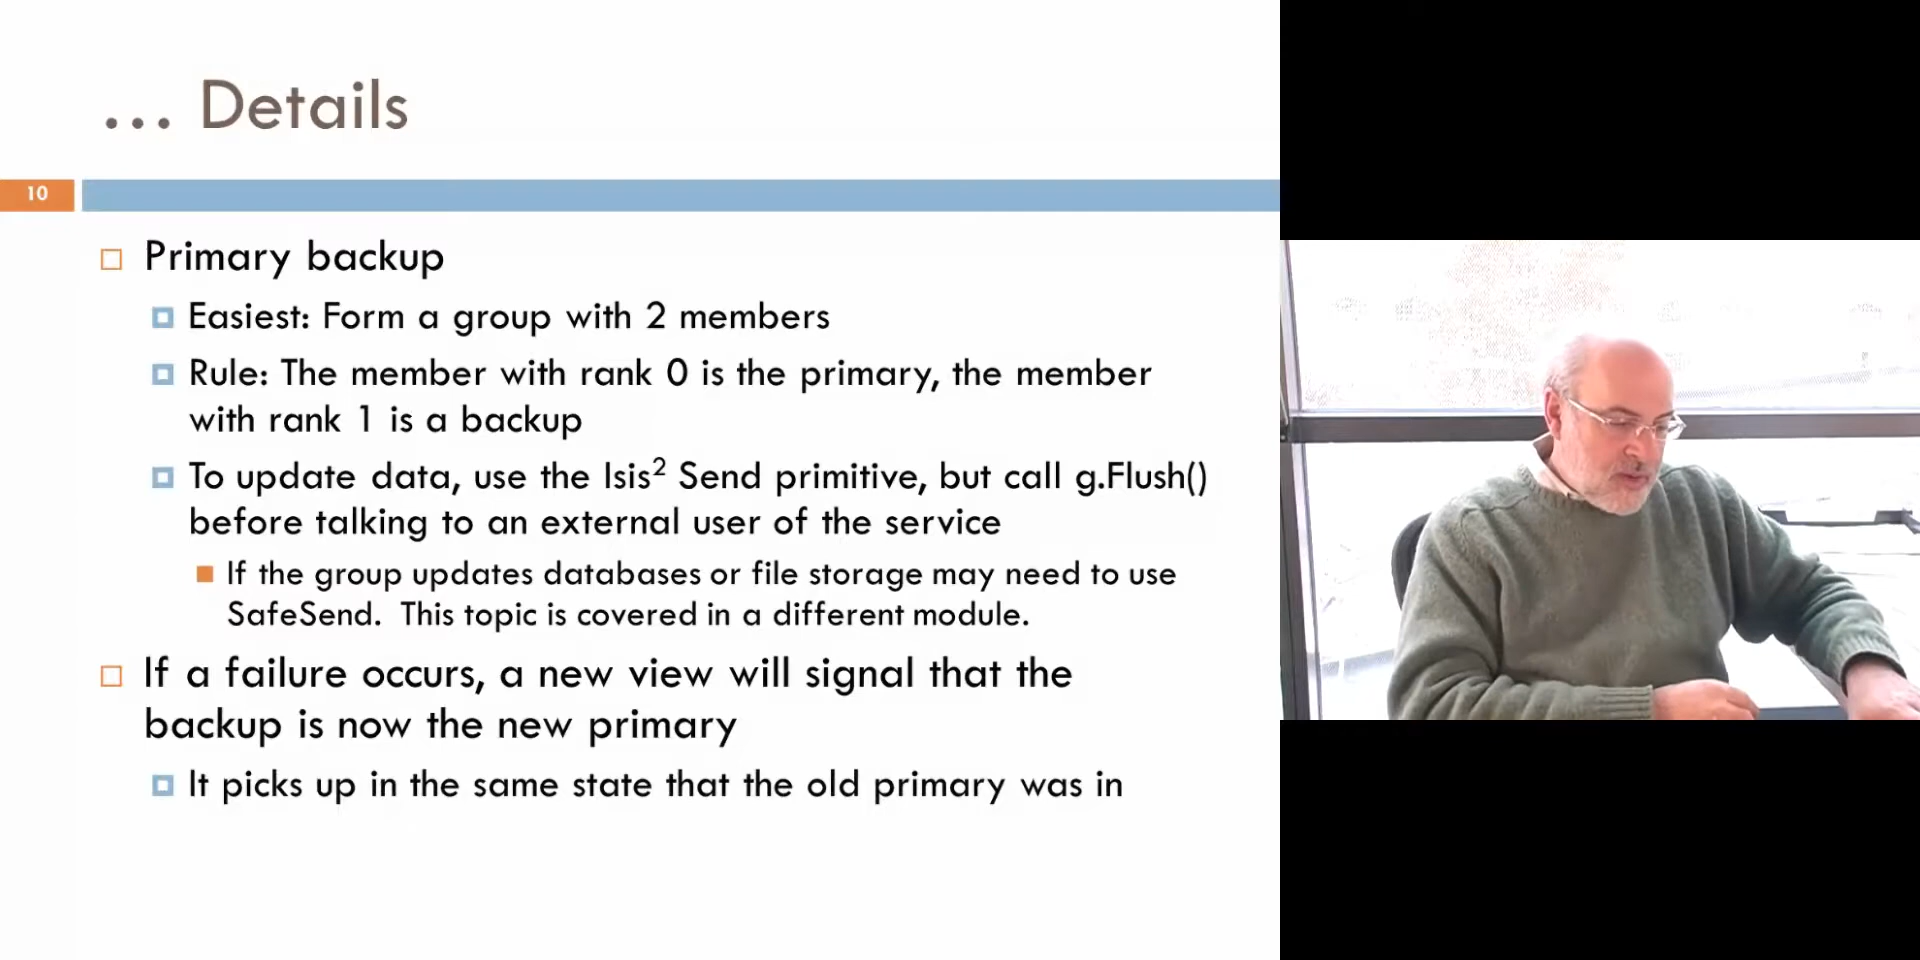 … Details
10
Primary backup
Easiest: Form a group with 2 members
Rule: The member with rank 0 is the primary, the member
with rank 1 is a backup
To update data, use the Isis² Send primitive, but call g.Flush()
before talking to an external user of the service
If the group updates databases or file storage may need to use
SafeSend. This topic is covered in a different module.
If a failure occurs, a new view will signal that the
backup is now the new primary
It picks up in the same state that the old primary was in